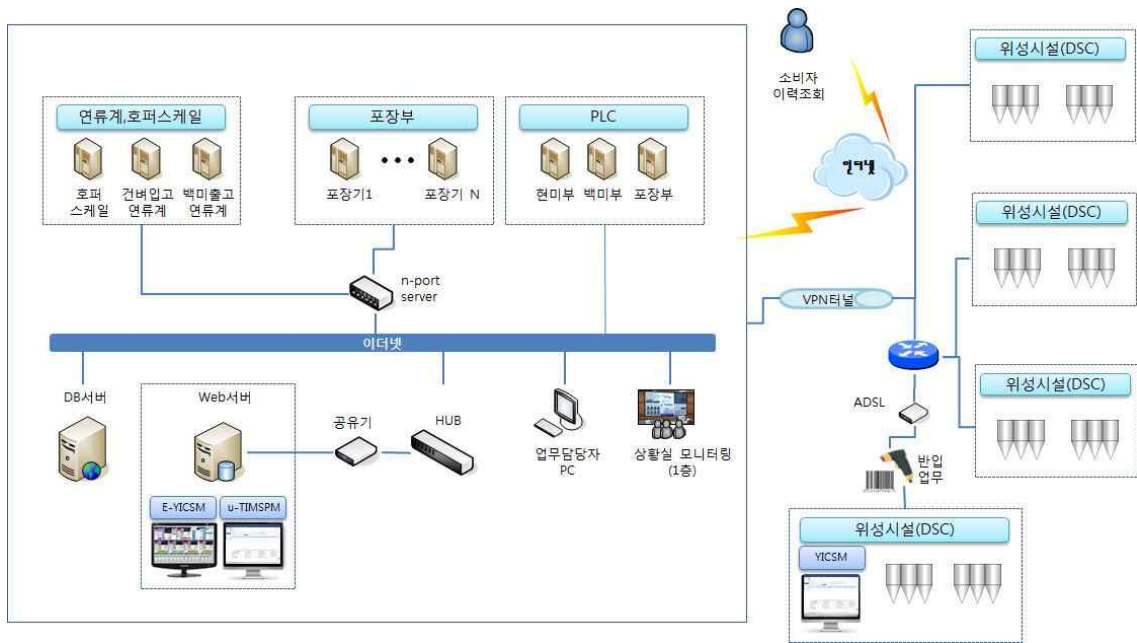 연류계,호퍼스케일
호퍼
스케일
건벼입고
연류계
백미출고
연류계
포장부
포장기1
포장기 N
PLC
현미부
백미부
포장부
n-port
server
이더넷
DB서버
Web서버
E-YICSM
u-TIMSPM
공유기
HUB
업무담당자
PC
상황실 모니터링
(1층)
소비자
이력조회
인터넷
VPN터널
위성시설(DSC)
위성시설(DSC)
위성시설(DSC)
ADSL
반입
업무
위성시설(DSC)
YICSM